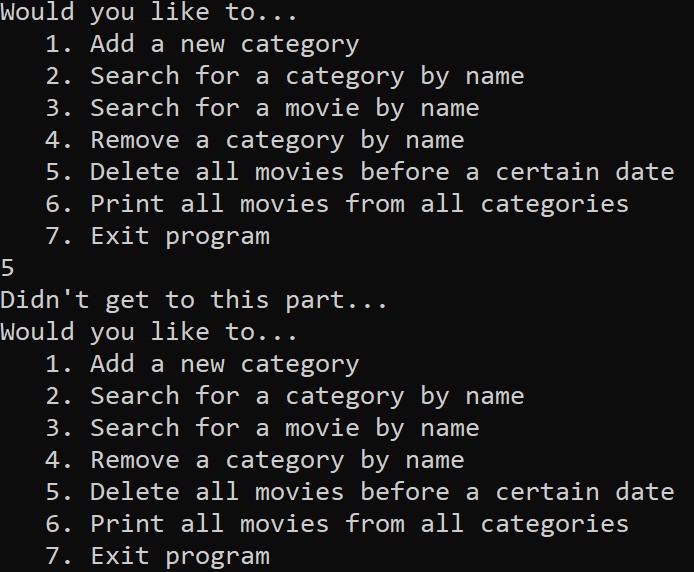 Would you like to...
1. Add a new category
2. Search for a category by name
3. Search for a movie by name
4. Remove a category by name
5. Delete all movies before a certain date
6. Print all movies from all categories
7. Exit program
5
Didn't get to this part...
Would you like to...
1. Add a new category
2. Search for a category by name
3. Search for a movie by name
4. Remove a category by name
5. Delete all movies before a certain date
6. Print all movies from all categories
7. Exit program